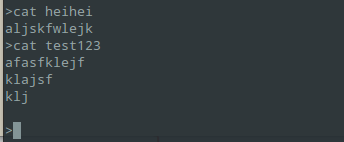 >cat heihei
aljskfwlejk
>cat test123
afasfklejf
klajsf
klj
>